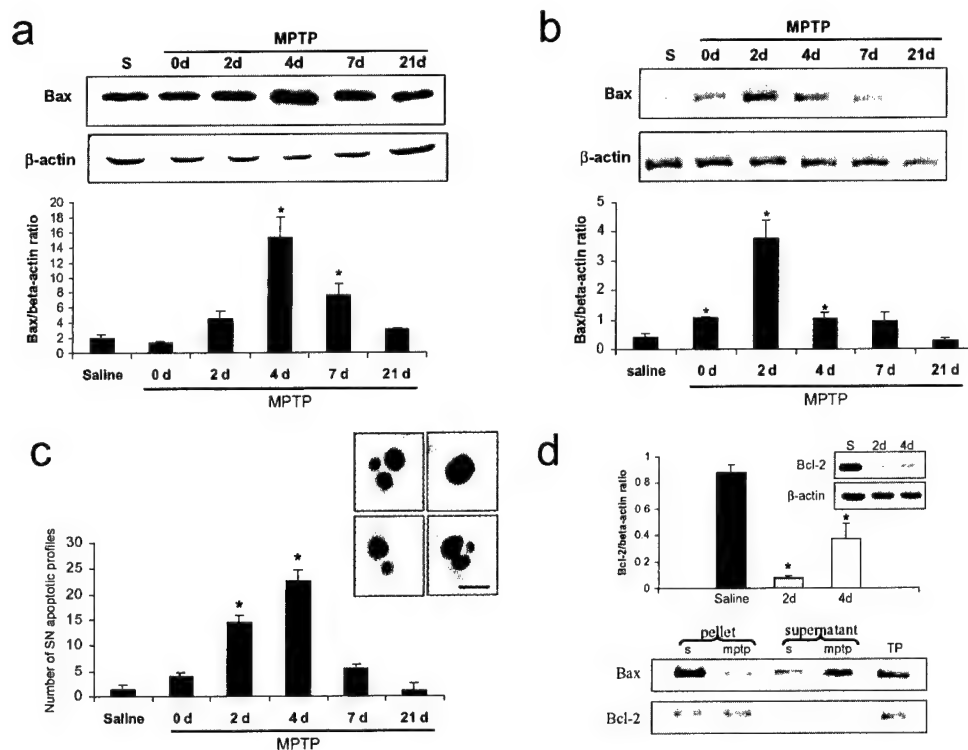 a
MPTP
S 0d 2d 4d 7d 21d
Bax
β-actin
Bax/beta-actin ratio
20
18
16
14
12
10
8
6
4
2
0
*
*
Saline 0 d 2 d 4 d 7 d 21 d
MPTP
b
MPTP
S 0d 2d 4d 7d 21d
Bax
β-actin
Bax/beta-actin ratio
5
4
3
2
1
0
*
*
*
saline 0 d 2 d 4 d 7 d 21 d
MPTP
c
Number of SN apoptotic profiles
30
25
20
15
10
5
0
*
*
Saline 0 d 2 d 4 d 7 d 21 d
MPTP
d
S 2d 4d
Bcl-2
β-actin
Bcl-2/beta-actin ratio
1
0.8
0.6
0.4
0.2
0
*
*
Saline 2d 4d
pellet supernatant
s mptp s mptp TP
Bax
Bcl-2